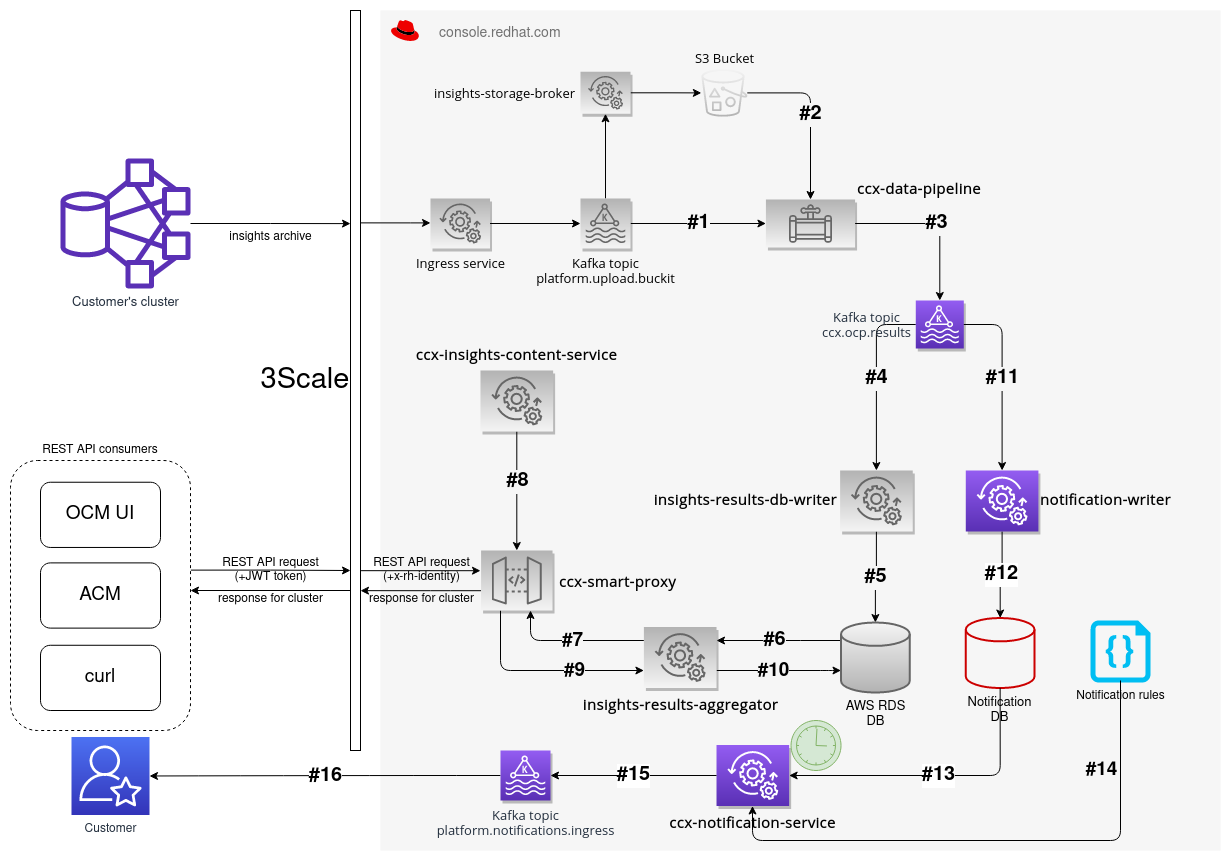 console.redhat.com
S3 Bucket
insights-storage-broker
#2
ccx-data-pipeline
#1
#3
insights archive
Ingress service
Kafka topic
platform.upload.buckit
Customer's cluster
Kafka topic
ccx.ocp.results
ccx-insights-content-service
3Scale
#4
#11
REST API consumers
#8
OCM UI
insights-results-db-writer
notification-writer
REST API request
(+JWT token)
response for cluster
REST API request
(+x-rh-identity)
response for cluster
ccx-smart-proxy
#5
#12
ACM
#7
#6
#9
#10
curl
insights-results-aggregator
AWS RDS
DB
Notification
DB
Notification rules
#16
#15
#13
#14
Customer
Kafka topic
platform.notifications.ingress
ccx-notification-service